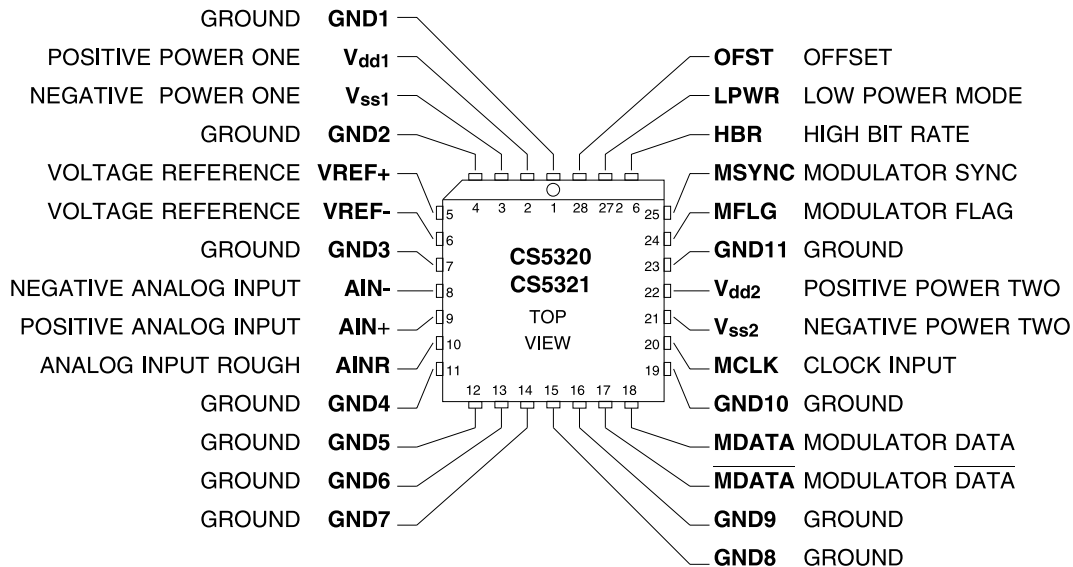 GROUND GND1
POSITIVE POWER ONE Vdd1
NEGATIVE POWER ONE Vss1
GROUND GND2
VOLTAGE REFERENCE VREF+
VOLTAGE REFERENCE VREF-
GROUND GND3
NEGATIVE ANALOG INPUT AIN-
POSITIVE ANALOG INPUT AIN+
ANALOG INPUT ROUGH AINR
GROUND GND4
GROUND GND5
GROUND GND6
GROUND GND7
4 3 2 1 28 27 2 6
5
6
7
8
9
10
11
CS5320
CS5321
TOP
VIEW
25
24
23
22
21
20
19
12 13 14 15 16 17 18
OFST OFFSET
LPWR LOW POWER MODE
HBR HIGH BIT RATE
MSYNC MODULATOR SYNC
MFLG MODULATOR FLAG
GND11 GROUND
Vdd2 POSITIVE POWER TWO
Vss2 NEGATIVE POWER TWO
MCLK CLOCK INPUT
GND10 GROUND
MDATA MODULATOR DATA
M̅D̅A̅T̅A̅ MODULATOR D̅A̅T̅A̅
GND9 GROUND
GND8 GROUND